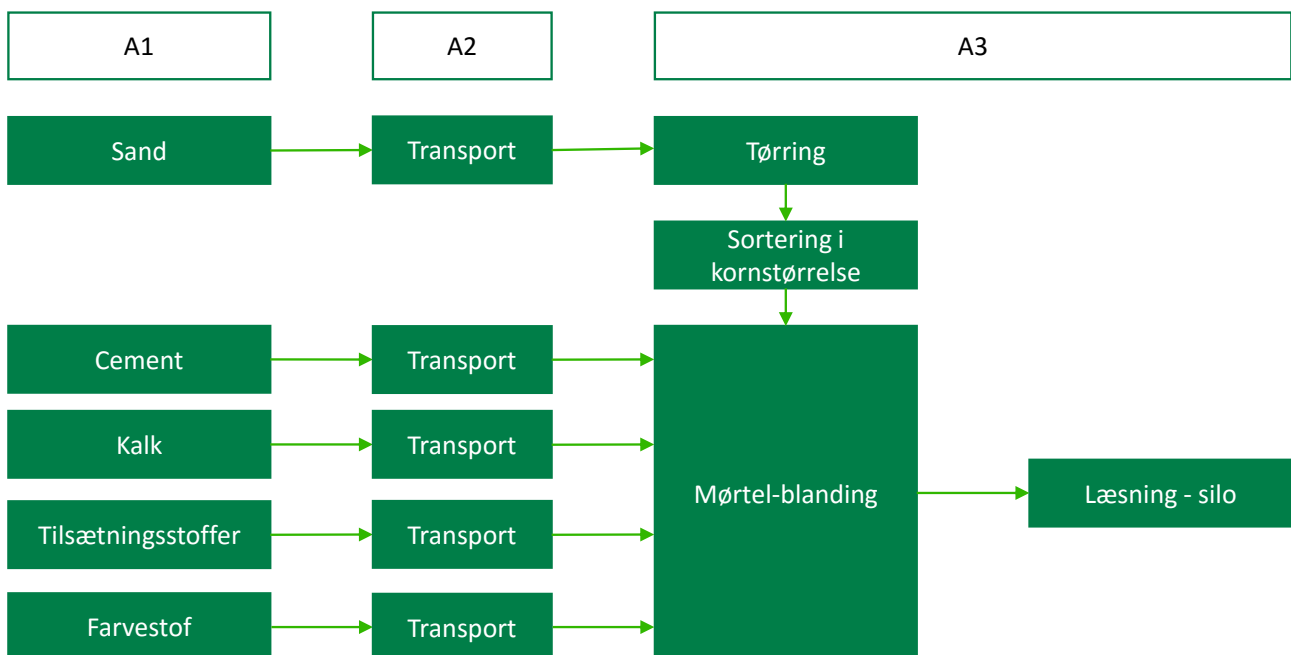 A1
A2
A3
Sand
Transport
Tørring
Sortering i
kornstørrelse
Cement
Transport
Kalk
Transport
Mørtel-blanding
Læsning - silo
Tilsætningsstoffer
Transport
Farvestof
Transport